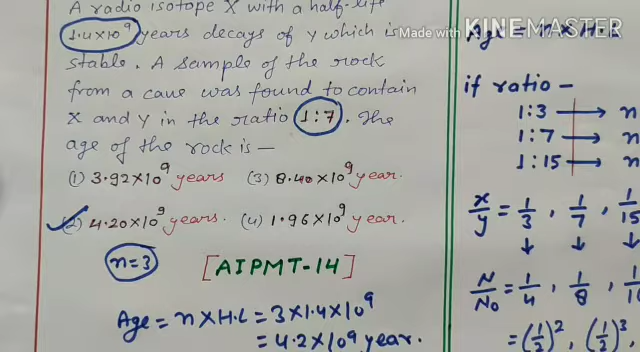 A radio isotope X with a half-life
1.4×10⁹ years decays of Y which is
stable. A sample of the rock
from a cave was found to contain
X and Y in the ratio 1:7. The
age of the rock is —
(1) 3.92×10⁹ years (3) 8.40×10⁹ year
(2) 4.20×10⁹ years. (4) 1.96×10⁹ year.
n=3 [AIPMT-14]
Age = n×H.L = 3×1.4×10⁹
= 4.2×10⁹ year.
Made with KINEMASTER
Age = n×H.L
if ratio —
1:3 → n
1:7 → n
1:15 → n
x/y = 1/3, 1/7, 1/15
↓ ↓ ↓
N/N₀ = 1/4, 1/8,
= (1/2)², (1/2)³,